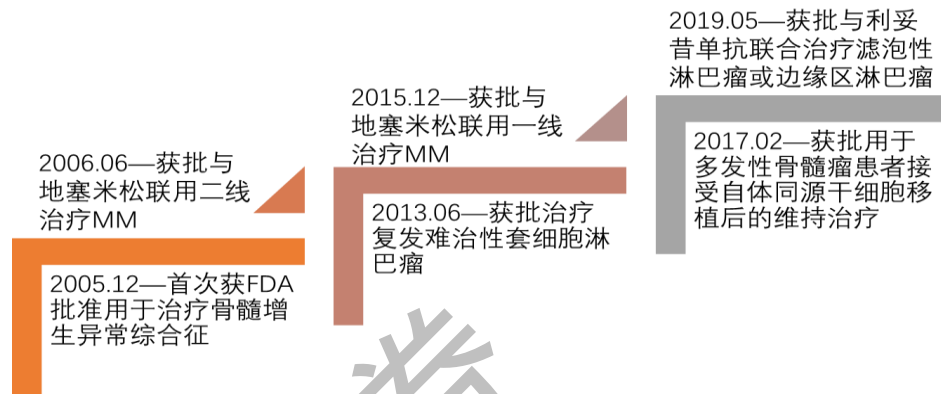 2006.06—获批与
地塞米松联用二线
治疗MM
2005.12—首次获FDA
批准用于治疗骨髓增
生异常综合征
2015.12—获批与
地塞米松联用一线
治疗MM
2013.06—获批治疗
复发难治性套细胞淋
巴瘤
2019.05—获批与利妥
昔单抗联合治疗滤泡性
淋巴瘤或边缘区淋巴瘤
2017.02—获批用于
多发性骨髓瘤患者接
受自体同源干细胞移
植后的维持治疗